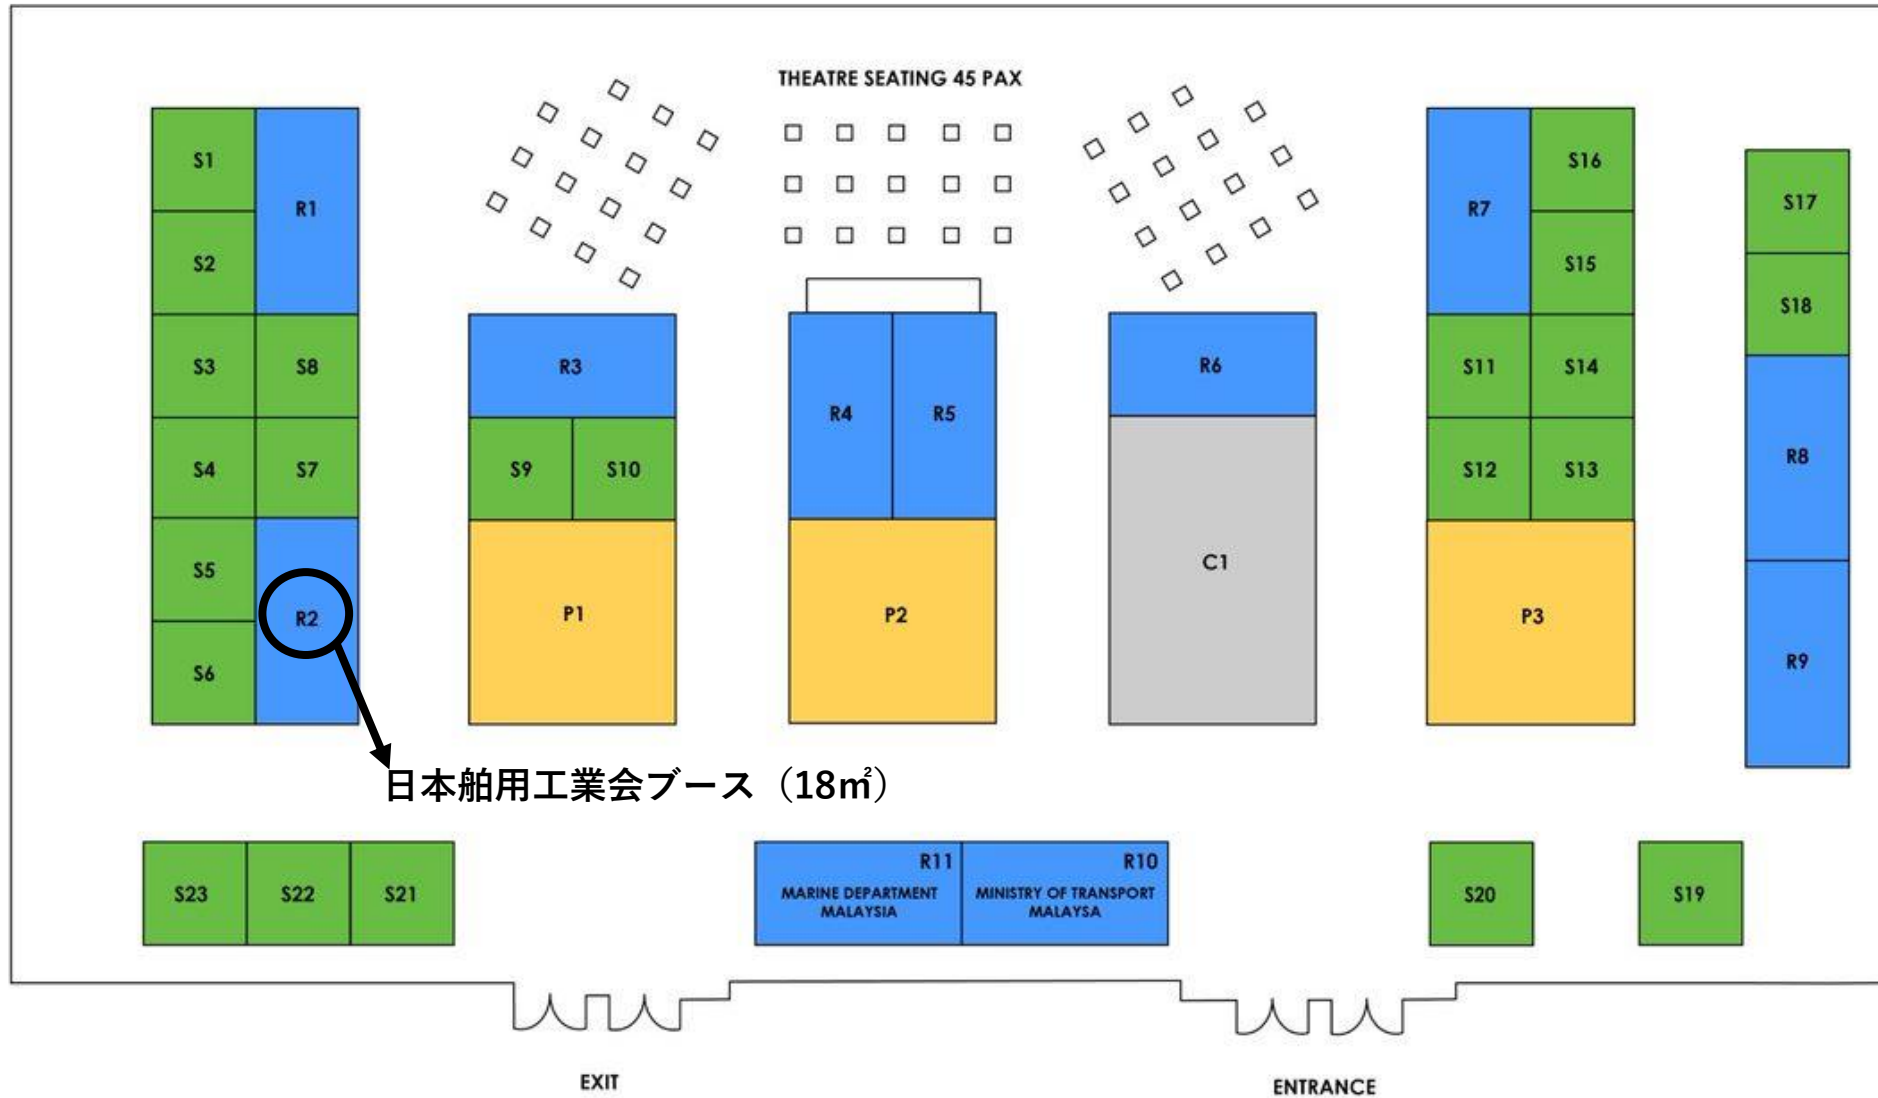 THEATRE SEATING 45 PAX
S1
R1
S2
S3
S8
S4
S7
S5
R2
S6
R3
S9
S10
P1
R4
R5
P2
R6
C1
R7
S16
S15
S11
S14
S12
S13
P3
S17
S18
R8
R9
日本舶用工業会ブース（18㎡）
S23
S22
S21
R11
MARINE DEPARTMENT
MALAYSIA
R10
MINISTRY OF TRANSPORT
MALAYSA
S20
S19
EXIT
ENTRANCE